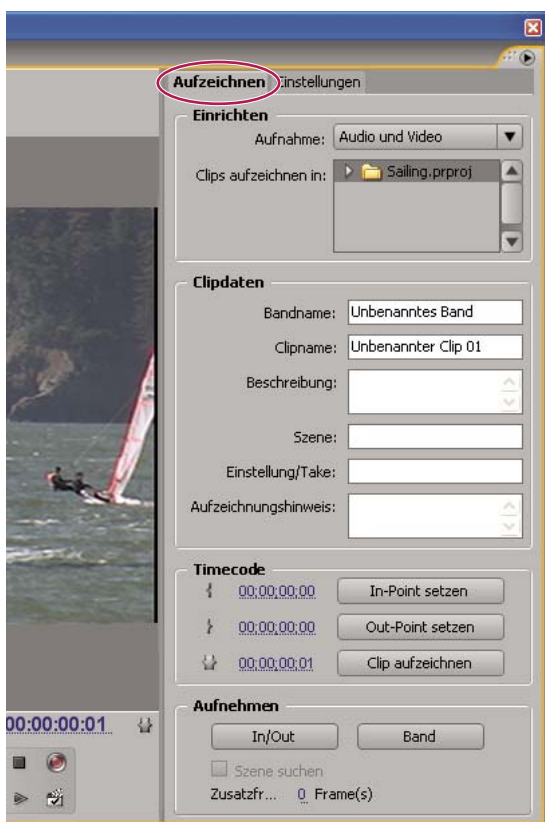 Aufzeichnen Einstellungen
Einrichten
Aufnahme: Audio und Video
Clips aufzeichnen in: Sailing.prproj
Clipdaten
Bandname: Unbenanntes Band
Clipname: Unbenannter Clip 01
Beschreibung:
Szene:
Einstellung/Take:
Aufzeichnungshinweis:
Timecode
00;00;00;00 In-Point setzen
00;00;00;00 Out-Point setzen
00;00;00;01 Clip aufzeichnen
Aufnehmen
00:00:00:01
In/Out Band
Szene suchen
Zusatzfr... 0 Frame(s)